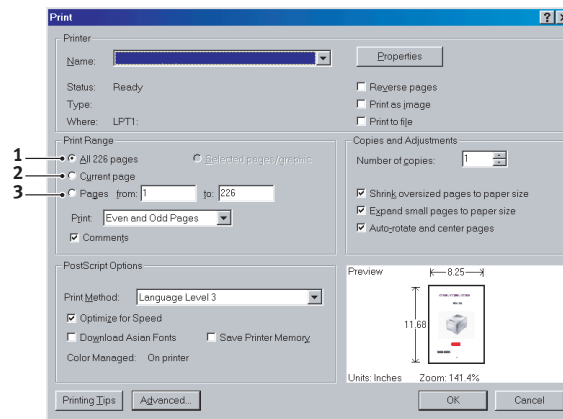 Print
Printer
Name:
Properties
Status: Ready
Reverse pages
Type:
Print as image
Where: LPT1:
Print to file
Print Range
Copies and Adjustments
1
All 226 pages
Selected pages/graphic
Number of copies: 1
2
Current page
3
Pages from: 1 to: 226
Shrink oversized pages to paper size
Print: Even and Odd Pages
Expand small pages to paper size
Comments
Auto-rotate and center pages
PostScript Options
Preview
8.25
Print Method: Language Level 3
Optimize for Speed
11.68
Download Asian Fonts
Save Printer Memory
Color Managed: On printer
Units: Inches Zoom: 141.4%
Printing Tips
Advanced...
OK
Cancel